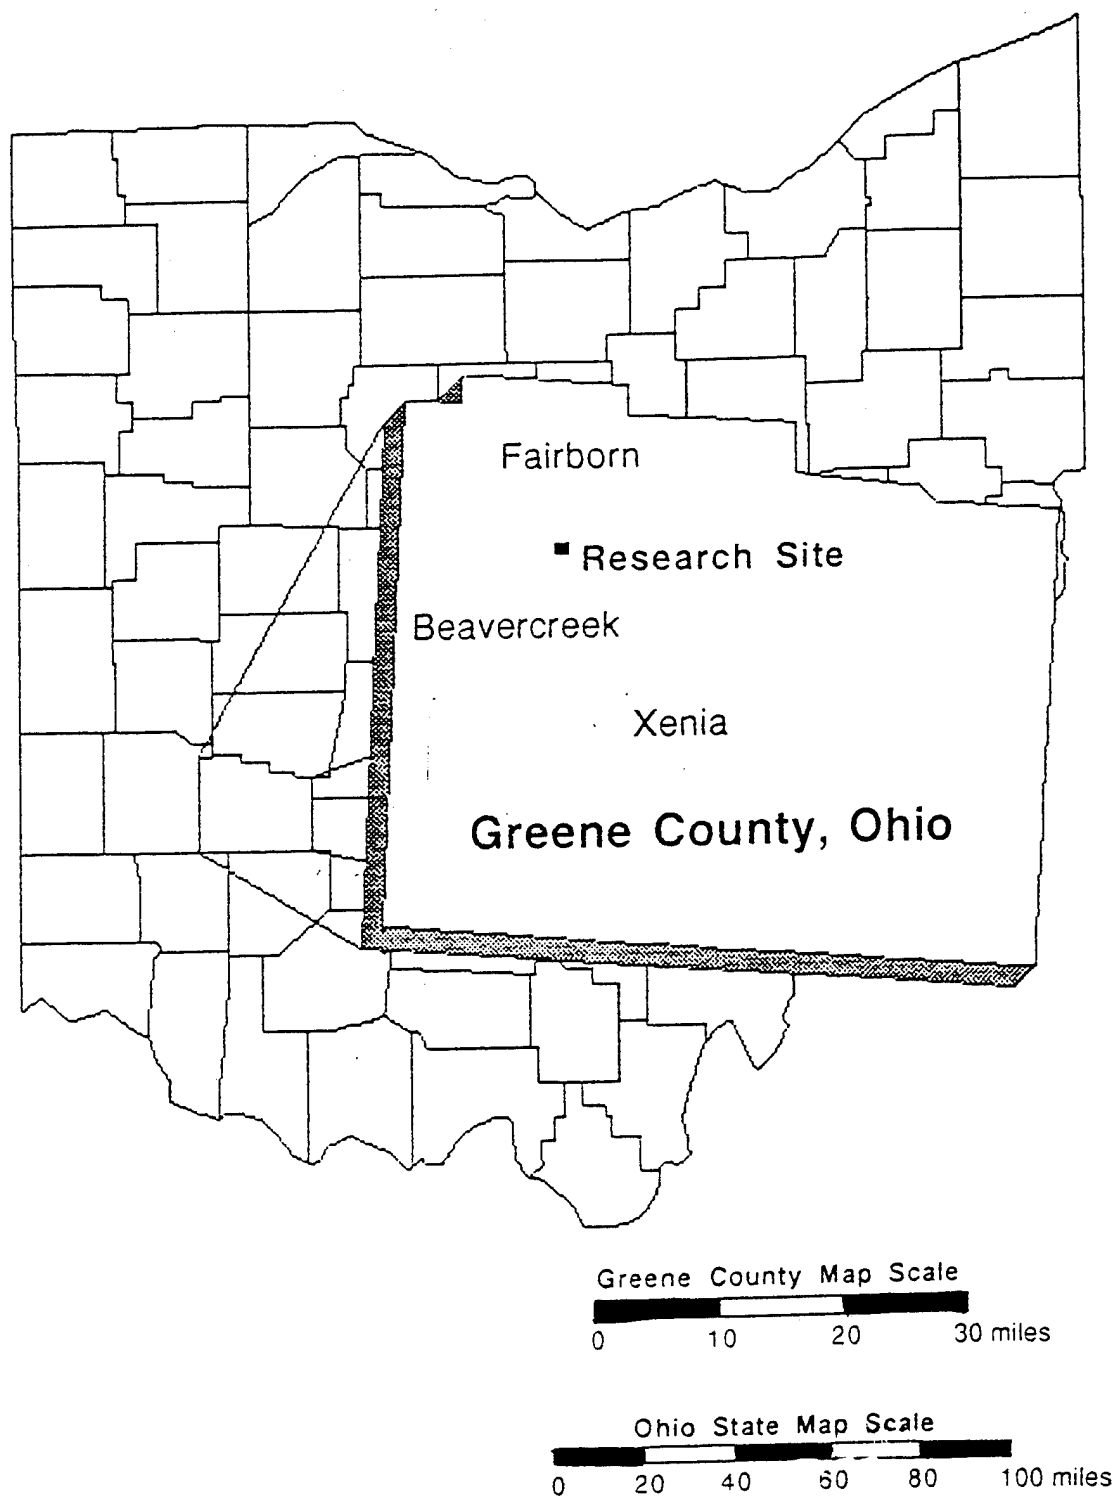 Fairborn
Research Site
Beavercreek
Xenia
Greene County, Ohio
Greene County Map Scale
0 10 20 30 miles
Ohio State Map Scale
0 20 40 60 80 100 miles